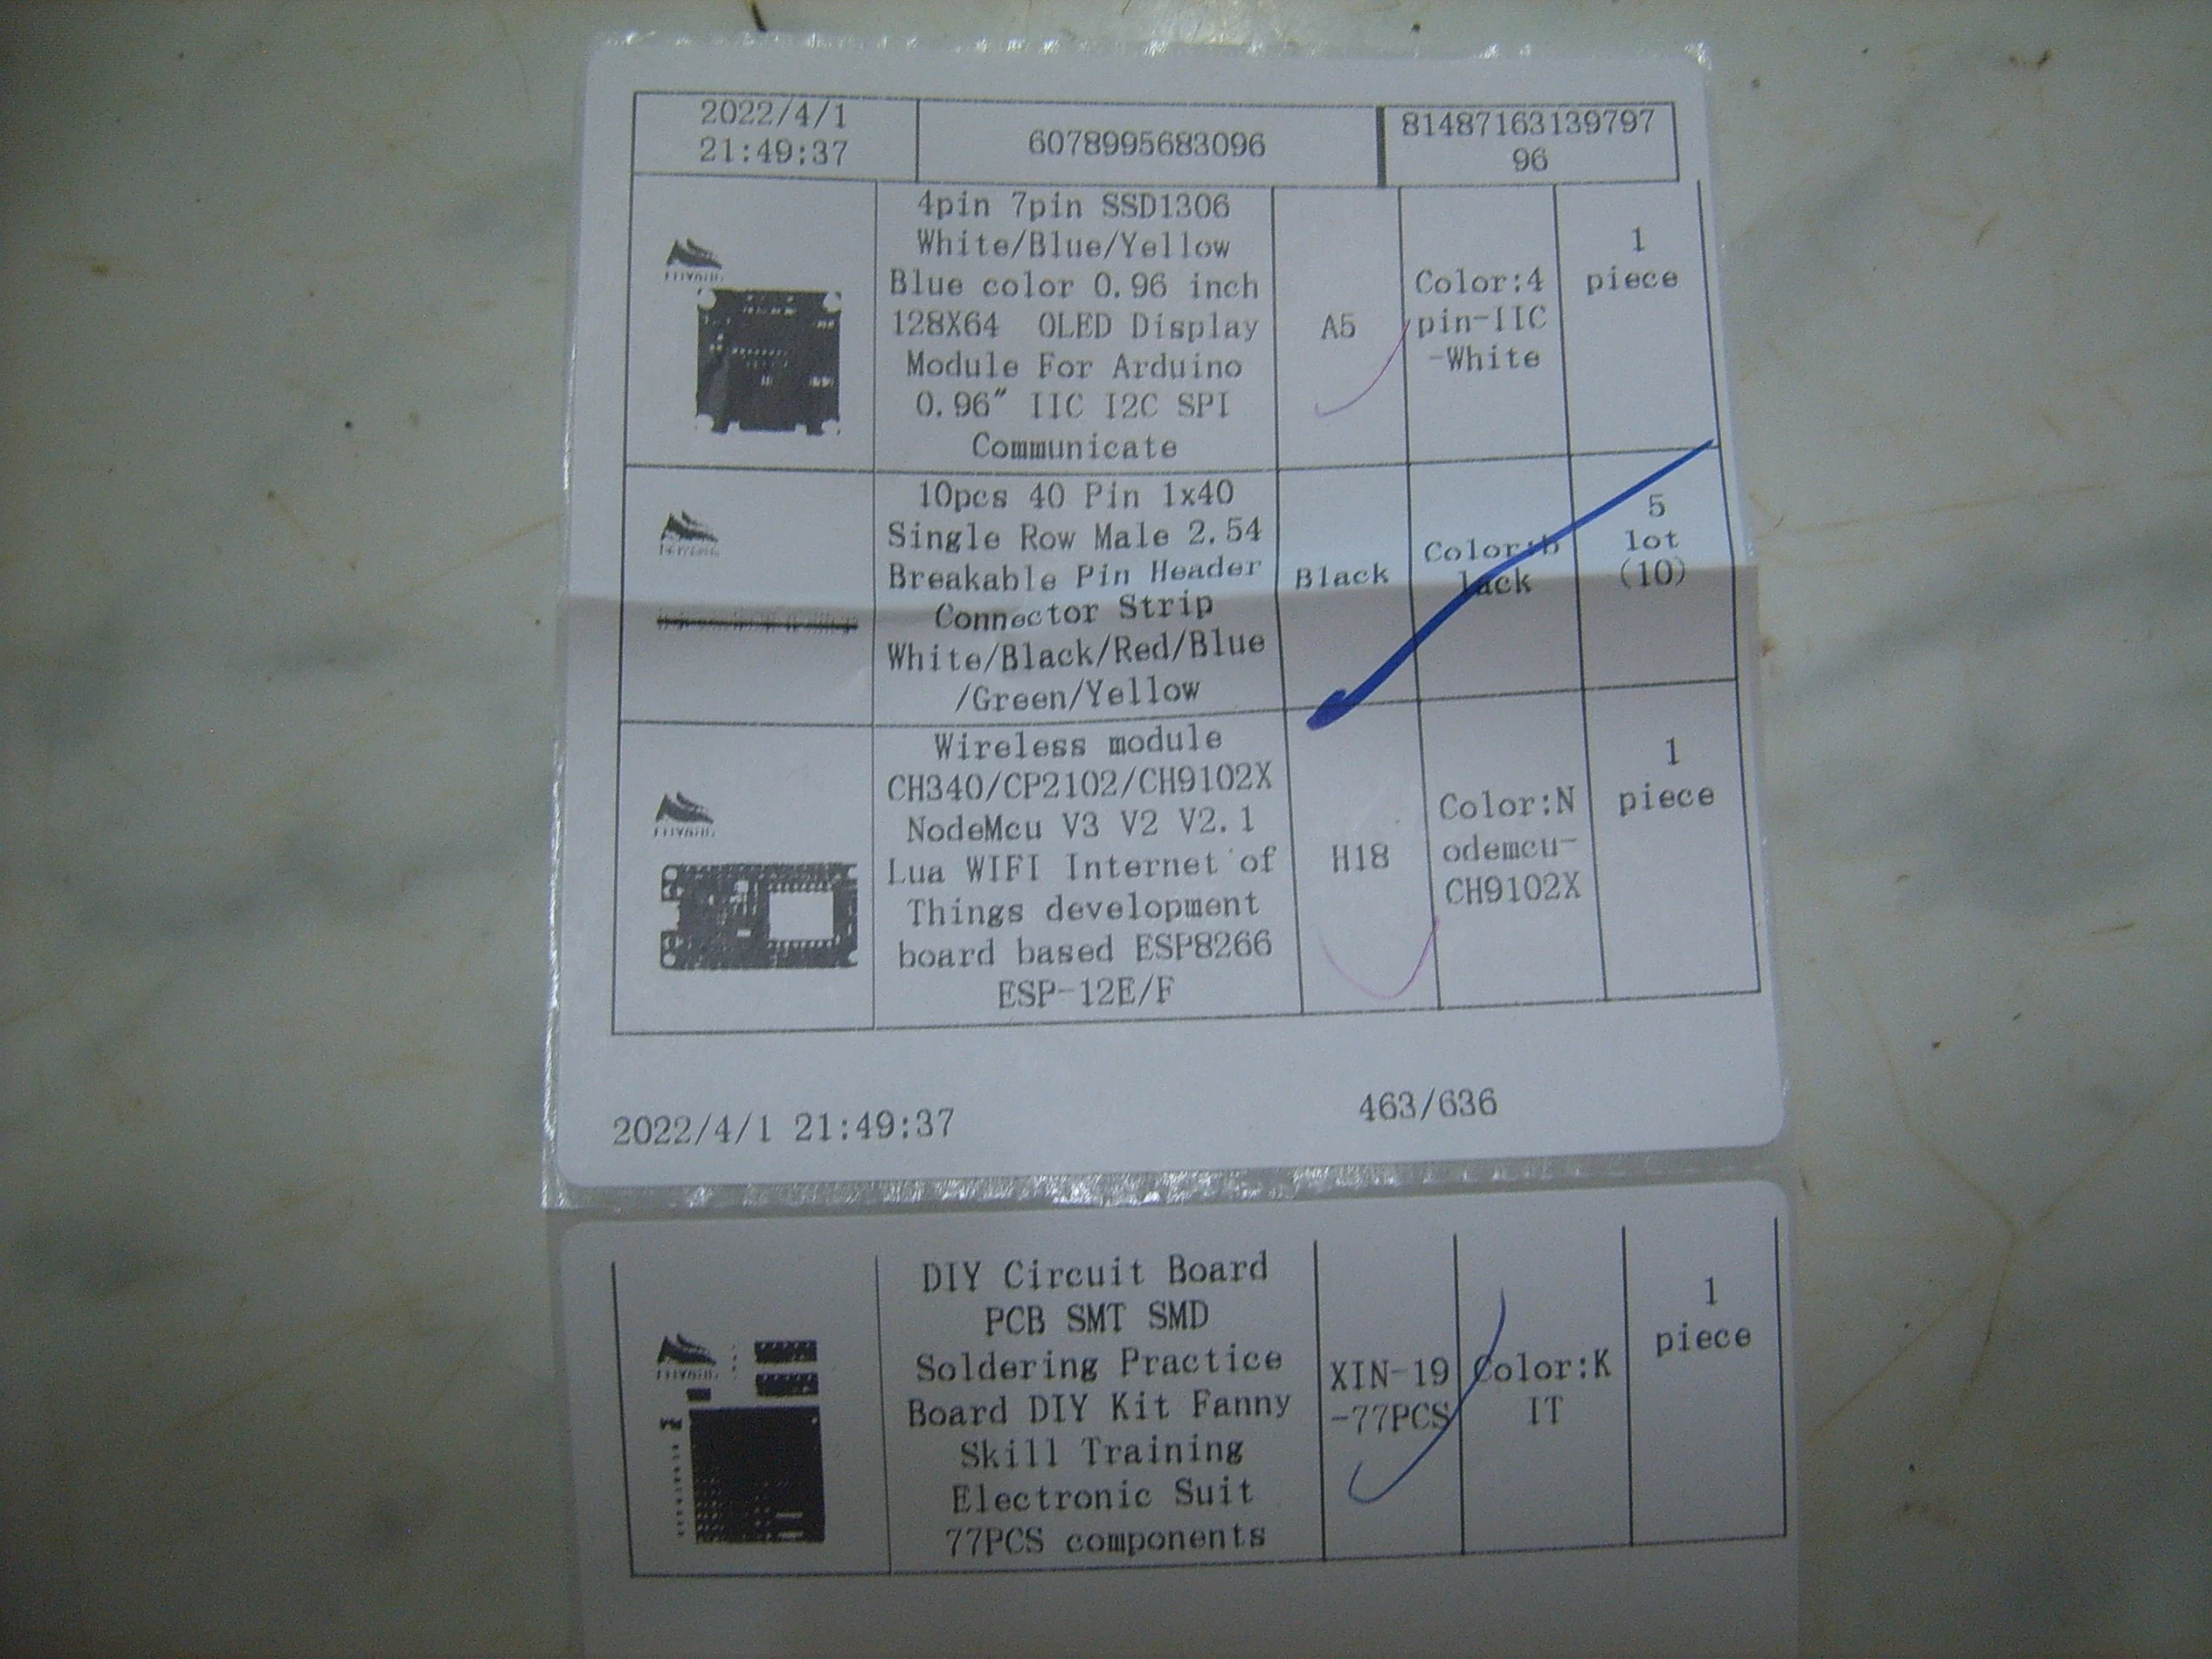 2022/4/1
21:49:37
6078995683096
81487163139797
96
4pin 7pin SSD1306
White/Blue/Yellow
Blue color 0.96 inch
128X64 OLED Display
Module For Arduino
0.96" IIC I2C SPI
Communicate
A5
Color:4
pin-IIC
-White
1
piece
10pcs 40 Pin 1x40
Single Row Male 2.54
Breakable Pin Header
Connector Strip
White/Black/Red/Blue
/Green/Yellow
Black
Color:b
lack
5
lot
(10)
Wireless module
CH340/CP2102/CH9102X
NodeMcu V3 V2 V2.1
Lua WIFI Internet of
Things development
board based ESP8266
ESP-12E/F
H18
Color:N
odemcu-
CH9102X
1
piece
2022/4/1 21:49:37
463/636
DIY Circuit Board
PCB SMT SMD
Soldering Practice
Board DIY Kit Fanny
Skill Training
Electronic Suit
77PCS components
XIN-19
-77PCS
Color:K
IT
1
piece